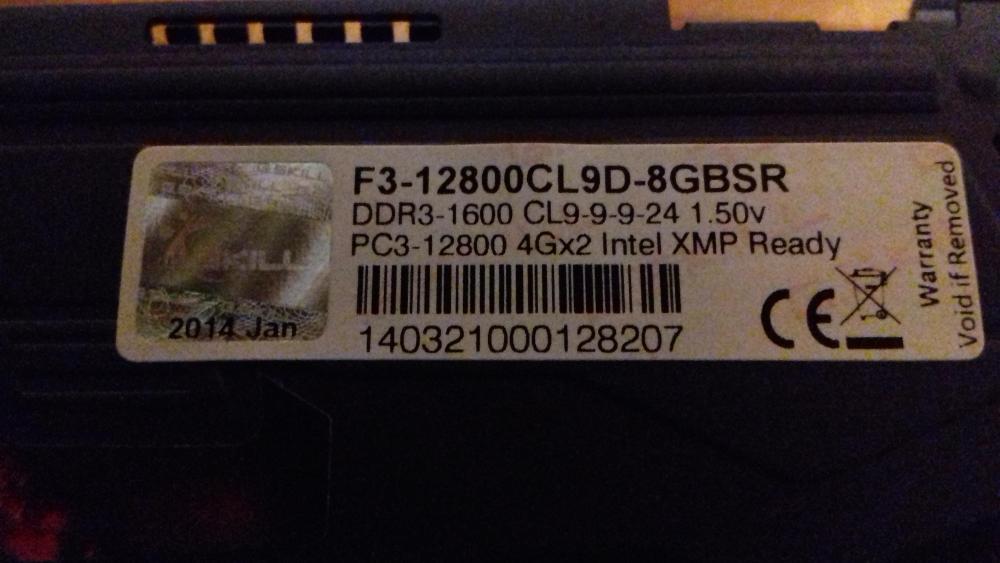 F3-12800CL9D-8GBSR
DDR3-1600 CL9-9-9-24 1.50v
PC3-12800 4Gx2 Intel XMP Ready
SKILL
2014 Jan
140321000128207
CE
Warranty
Void if Removed